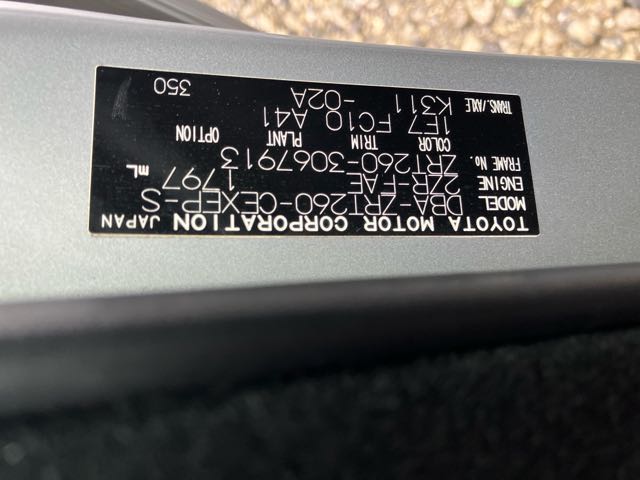 TOYOTA MOTOR CORPORATION JAPAN
MODEL DBA-ZRT260-CEXEP-S
ENGINE 2ZR-FAE 1797 mL
FRAME No. ZRT260-3067913
COLOR TRIM PLANT OPTION
1E7 FC10 A41
TRANS./AXLE K311 -02A 350